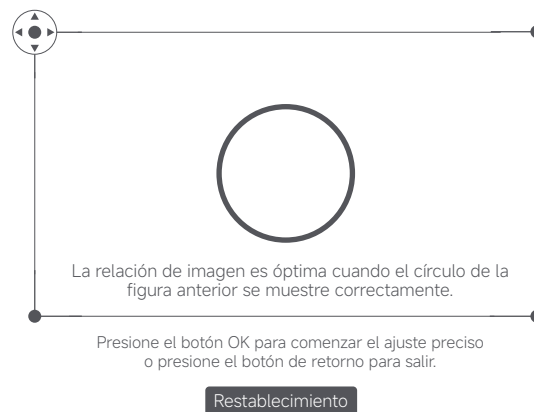 La relación de imagen es óptima cuando el círculo de la
figura anterior se muestre correctamente.
Presione el botón OK para comenzar el ajuste preciso
o presione el botón de retorno para salir.
Restablecimiento